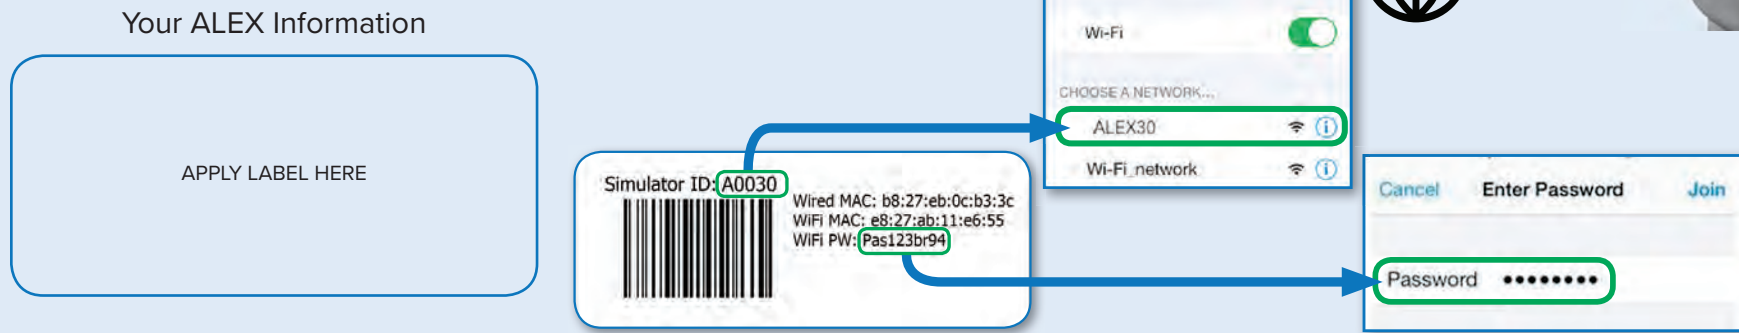 Your ALEX Information
APPLY LABEL HERE
Simulator ID: A0030
Wired MAC: b8:27:eb:0c:b3:3c
WiFi MAC: e8:27:ab:11:e6:55
WiFi PW: Pas123br94
Wi-Fi
CHOOSE A NETWORK...
ALEX30
Wi-Fi_network
Cancel Enter Password Join
Password ••••••••